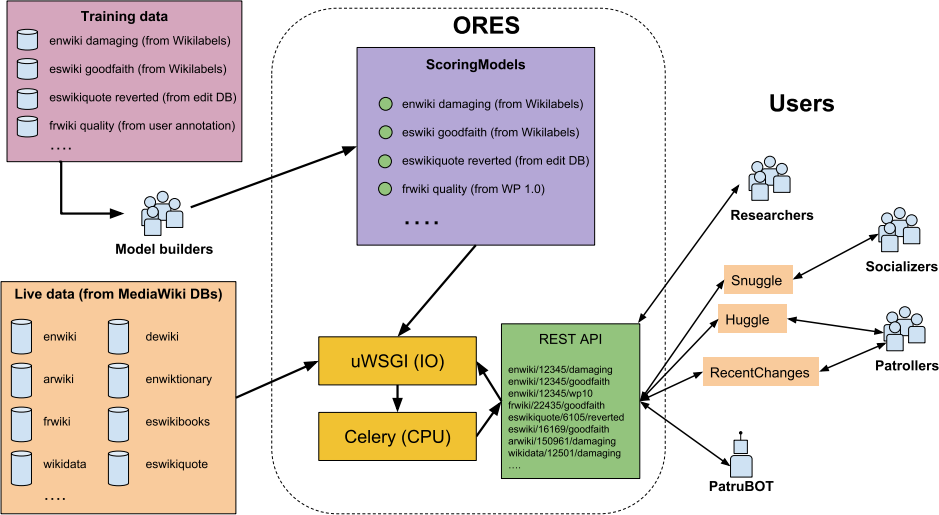 Training data
enwiki damaging (from Wikilabels)
eswiki goodfaith (from Wikilabels)
eswikiquote reverted (from edit DB)
frwiki quality (from user annotation)
....
Model builders
Live data (from MediaWiki DBs)
enwiki
dewiki
arwiki
enwiktionary
frwiki
eswikibooks
wikidata
eswikiquote
....
ORES
ScoringModels
enwiki damaging (from Wikilabels)
eswiki goodfaith (from Wikilabels)
eswikiquote reverted (from edit DB)
frwiki quality (from WP 1.0)
....
uWSGI (IO)
Celery (CPU)
REST API
enwiki/12345/damaging
enwiki/12345/goodfaith
enwiki/12345/wp10
frwiki/22435/goodfaith
eswikiquote/6105/reverted
eswiki/16169/goodfaith
arwiki/150961/damaging
wikidata/12501/damaging
....
Users
Researchers
Socializers
Snuggle
Huggle
Patrollers
RecentChanges
PatruBOT